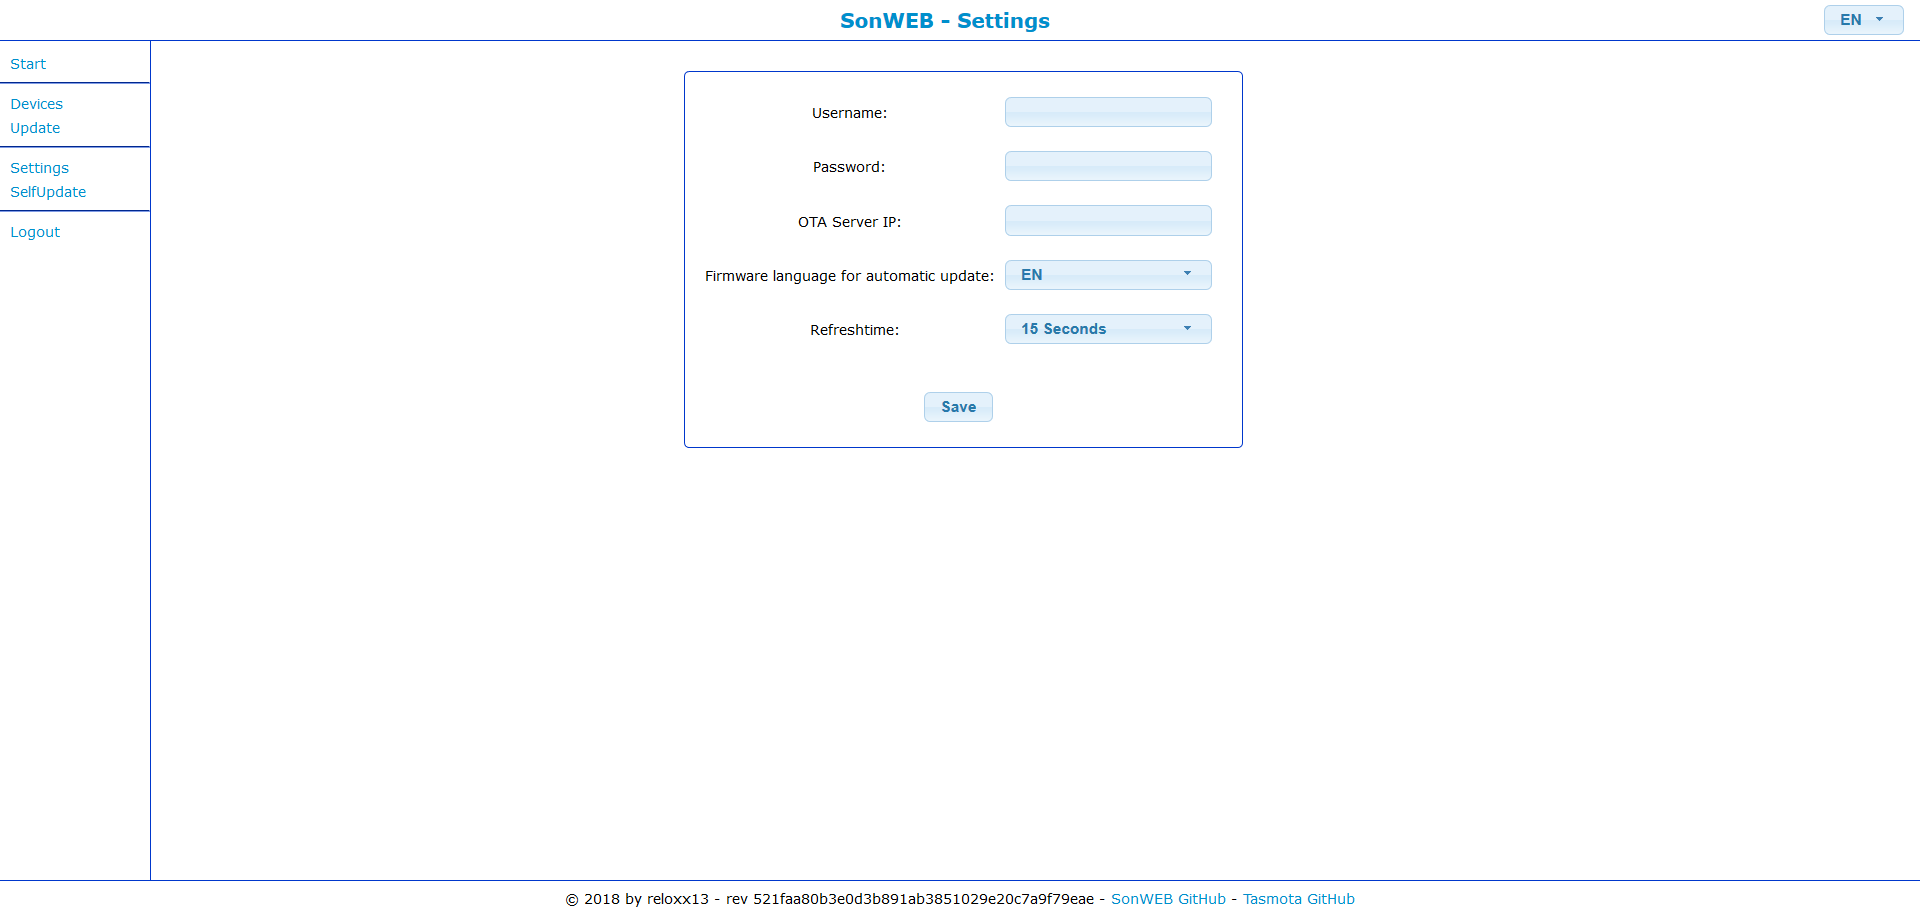 SonWEB - Settings
EN
Start
Devices
Update
Settings
SelfUpdate
Logout
Username:
Password:
OTA Server IP:
Firmware language for automatic update: EN
Refreshtime: 15 Seconds
Save
© 2018 by reloxx13 - rev 521faa80b3e0d3b891ab3851029e20c7a9f79eae - SonWEB GitHub - Tasmota GitHub